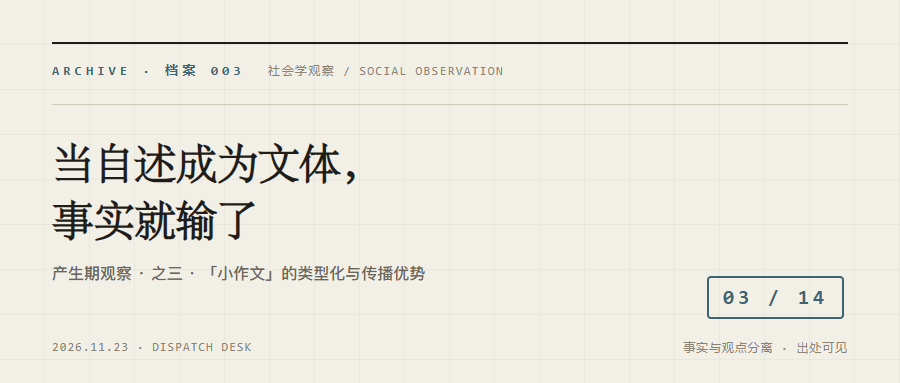 ARCHIVE · 档案 003 社会学观察 / SOCIAL OBSERVATION
当自述成为文体，
事实就输了
产生期观察 · 之三 · 「小作文」的类型化与传播优势
03 / 14
2026.11.23 · DISPATCH DESK
事实与观点分离 · 出处可见